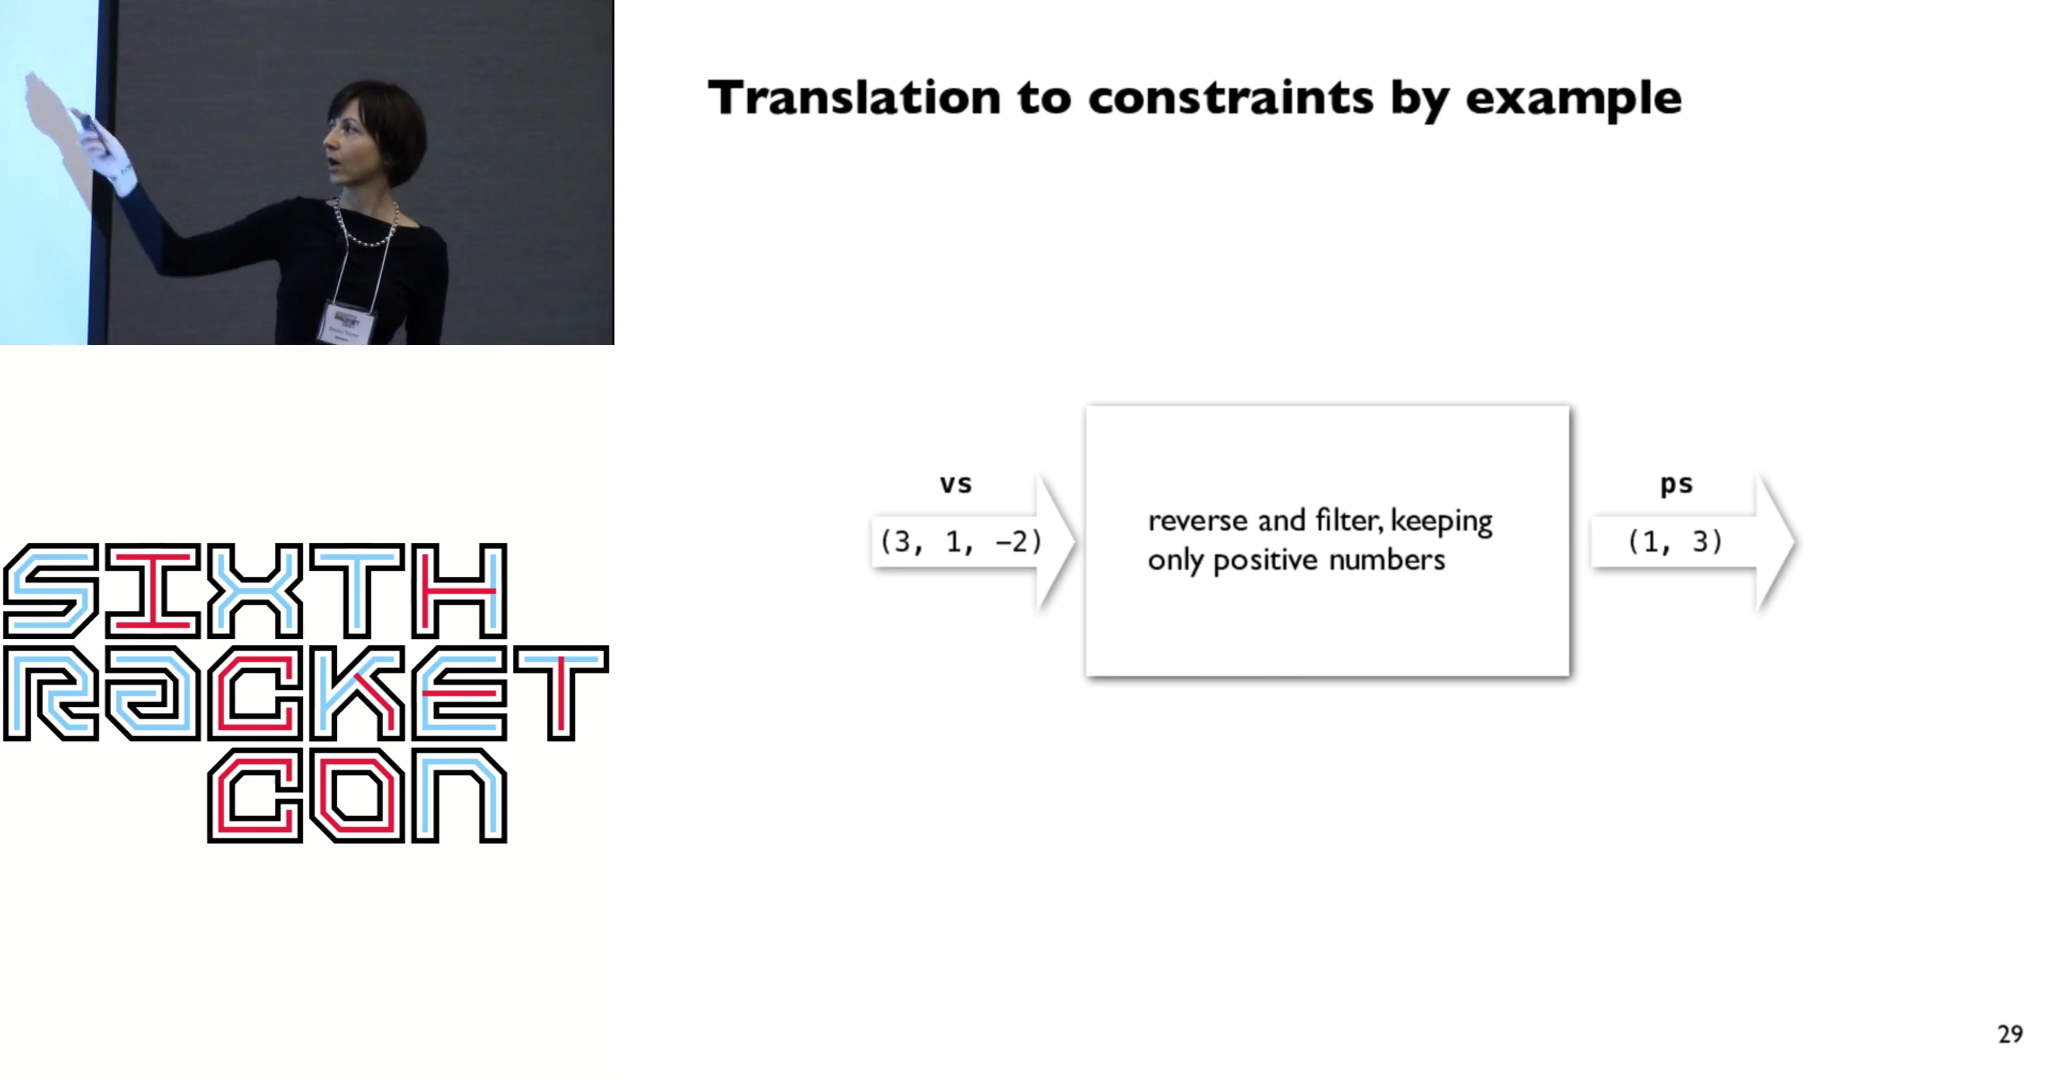 Translation to constraints by example
vs
(3, 1, −2)
reverse and filter, keeping
only positive numbers
ps
(1, 3)
SIXTH
RACKET
CON
29